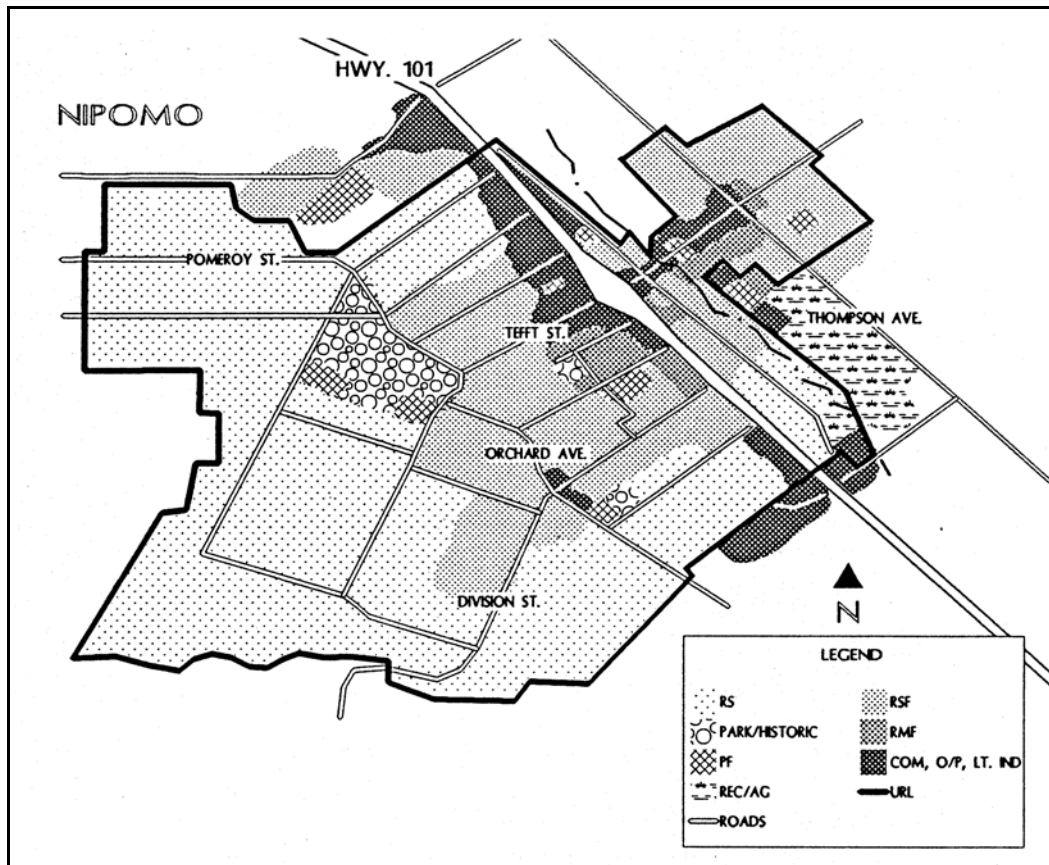 HWY. 101
NIPOMO
POMEROY ST.
THOMPSON AVE.
TEFFT ST.
ORCHARD AVE.
DIVISION ST.
N
LEGEND
RS
RSF
PARK/HISTORIC
RMF
PF
COM, O/P, LT. IND
REC/AG
URL
ROADS